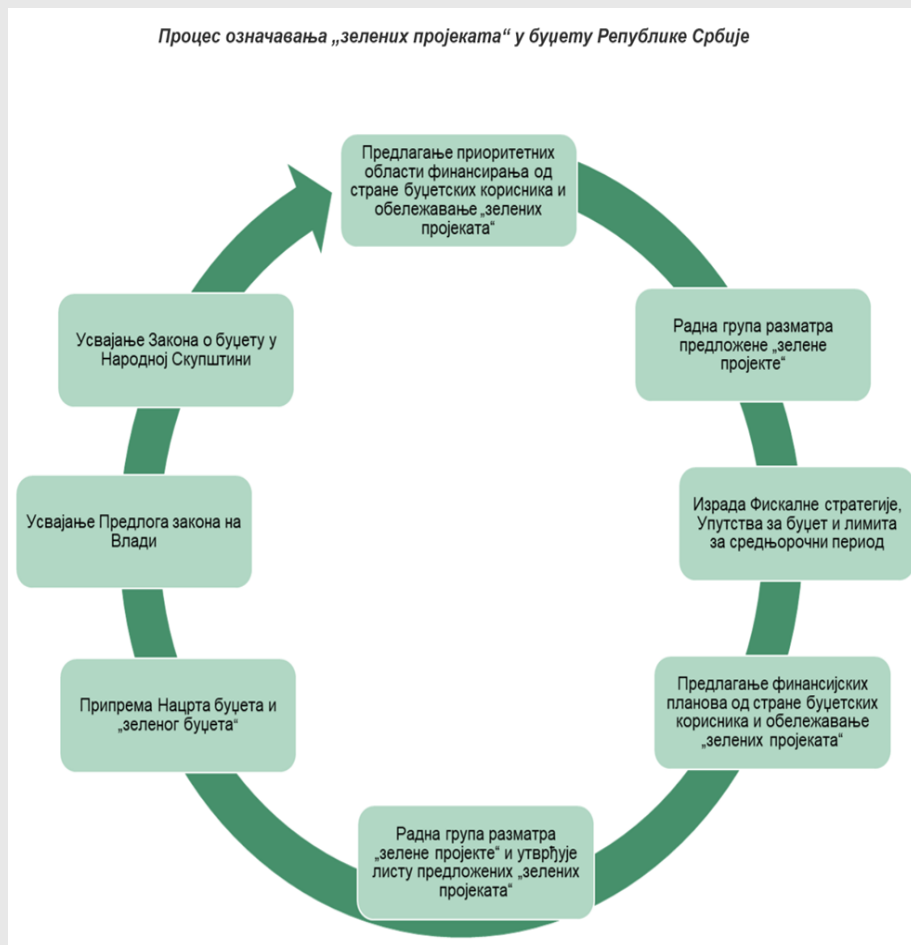 Процес означавања „зелених пројеката“ у буџету Републике Србије
Предлагање приоритетних
области финансирања од
стране буџетских корисника и
обележавање „зелених
пројеката“
Радна група разматра
предложене „зелене
пројекте“
Израда Фискалне стратегије,
Упутства за буџет и лимита
за средњорочни период
Предлагање финансијских
планова од стране буџетских
корисника и обележавање
„зелених пројеката“
Радна група разматра
„зелене пројекте“ и утврђује
листу предложених „зелених
пројеката“
Припрема Нацрта буџета и
„зеленог буџета“
Усвајање Предлога закона на
Влади
Усвајање Закона о буџету у
Народној Скупштини